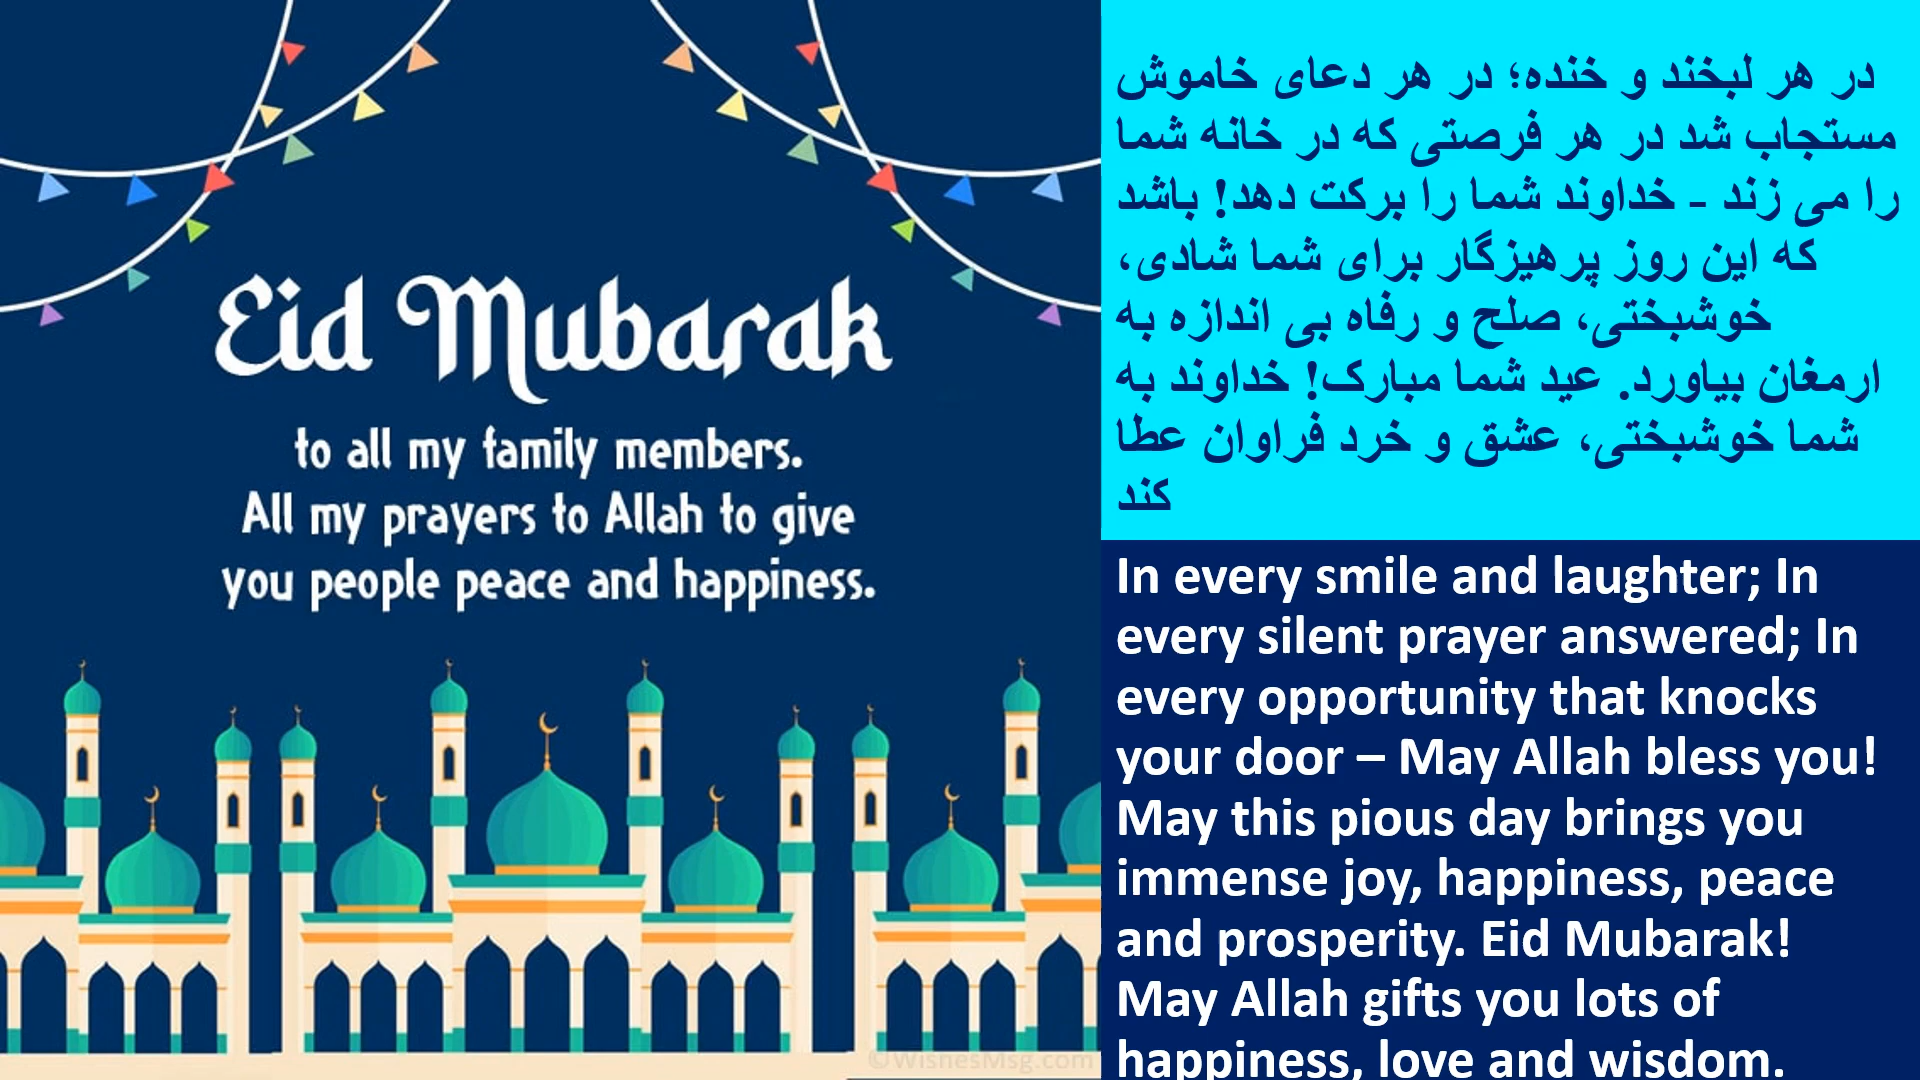 Eid Mubarak
to all my family members.
All my prayers to Allah to give
you people peace and happiness.
©WishesMsg.com
در هر لبخند و خنده؛ در هر دعای خاموش
مستجاب شد در هر فرصتی که در خانه شما
را می زند - خداوند شما را برکت دهد! باشد
که این روز پرهیزگار برای شما شادی،
خوشبختی، صلح و رفاه بی اندازه به
ارمغان بیاورد. عید شما مبارک! خداوند به
شما خوشبختی، عشق و خرد فراوان عطا
کند
In every smile and laughter; In
every silent prayer answered; In
every opportunity that knocks
your door – May Allah bless you!
May this pious day brings you
immense joy, happiness, peace
and prosperity. Eid Mubarak!
May Allah gifts you lots of
happiness, love and wisdom.